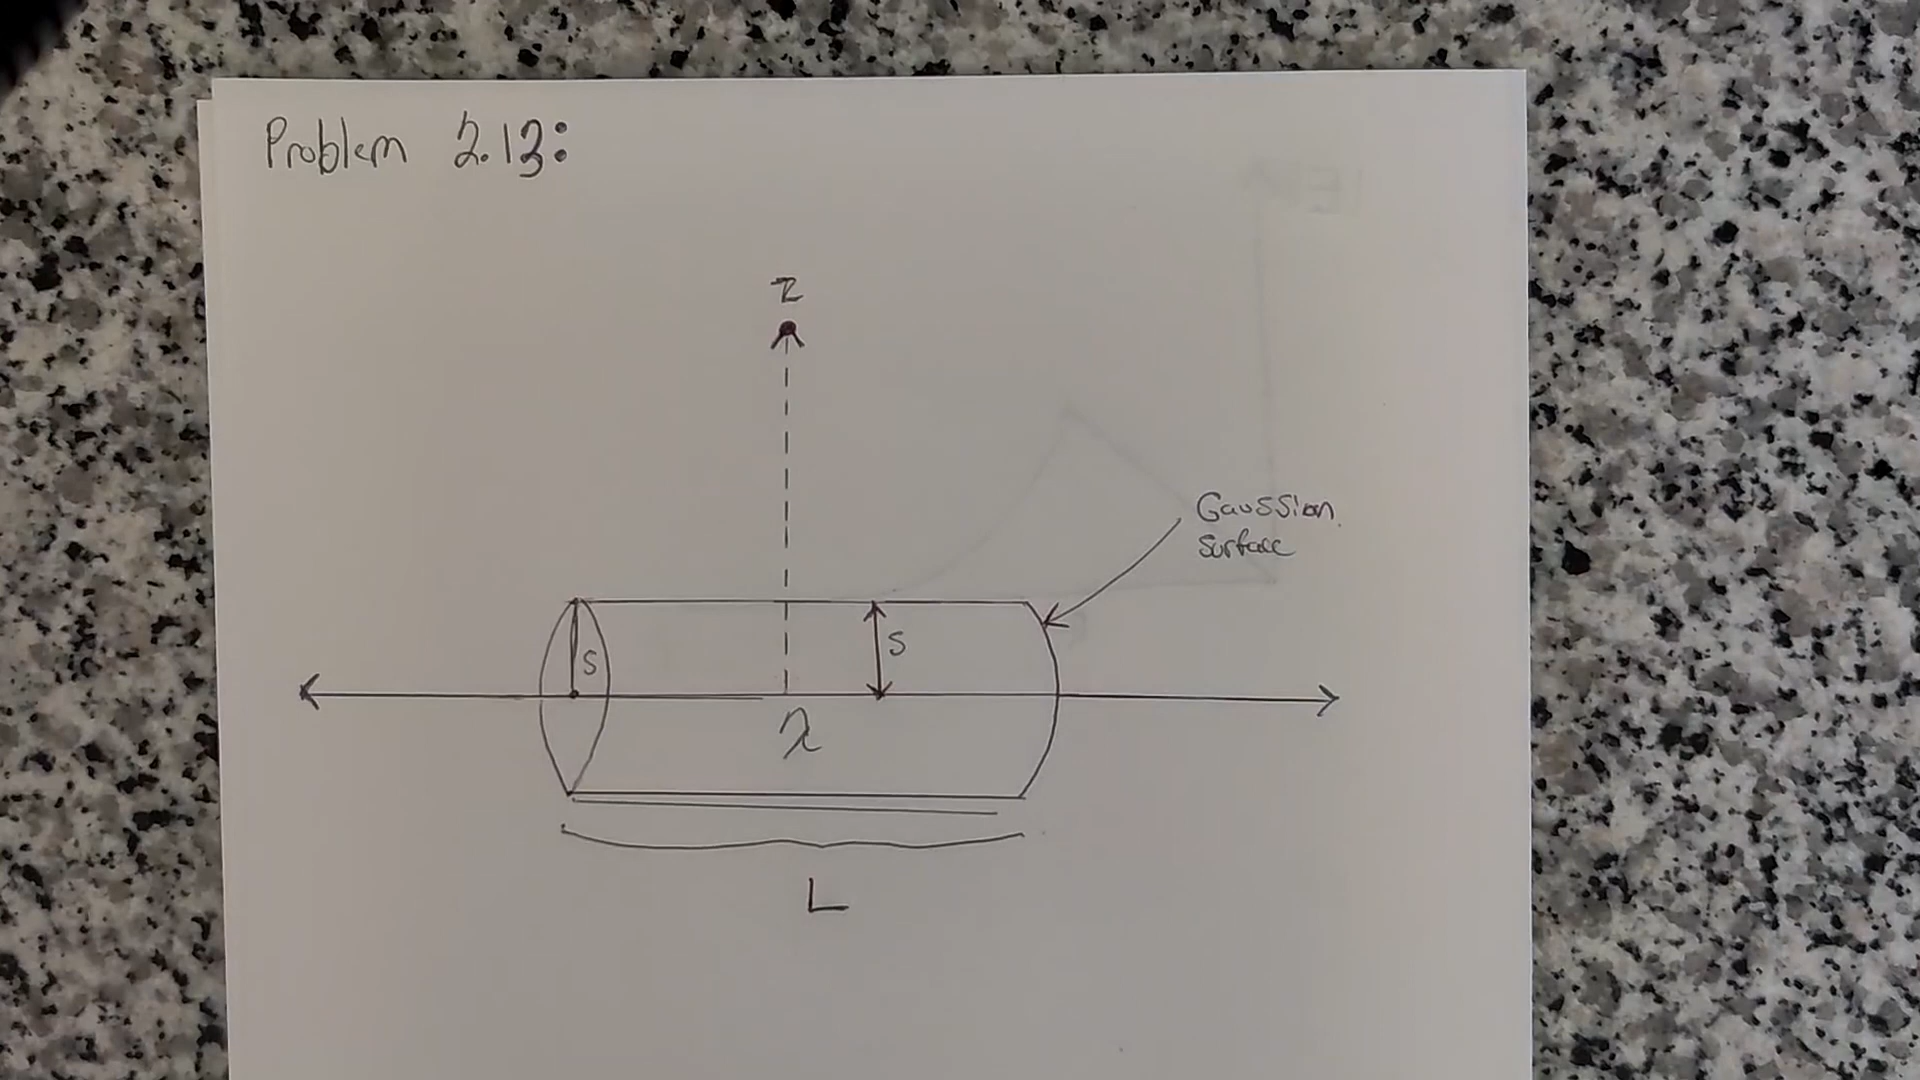 Problem 2.13:
z
Gaussian
surface
s
s
λ
L